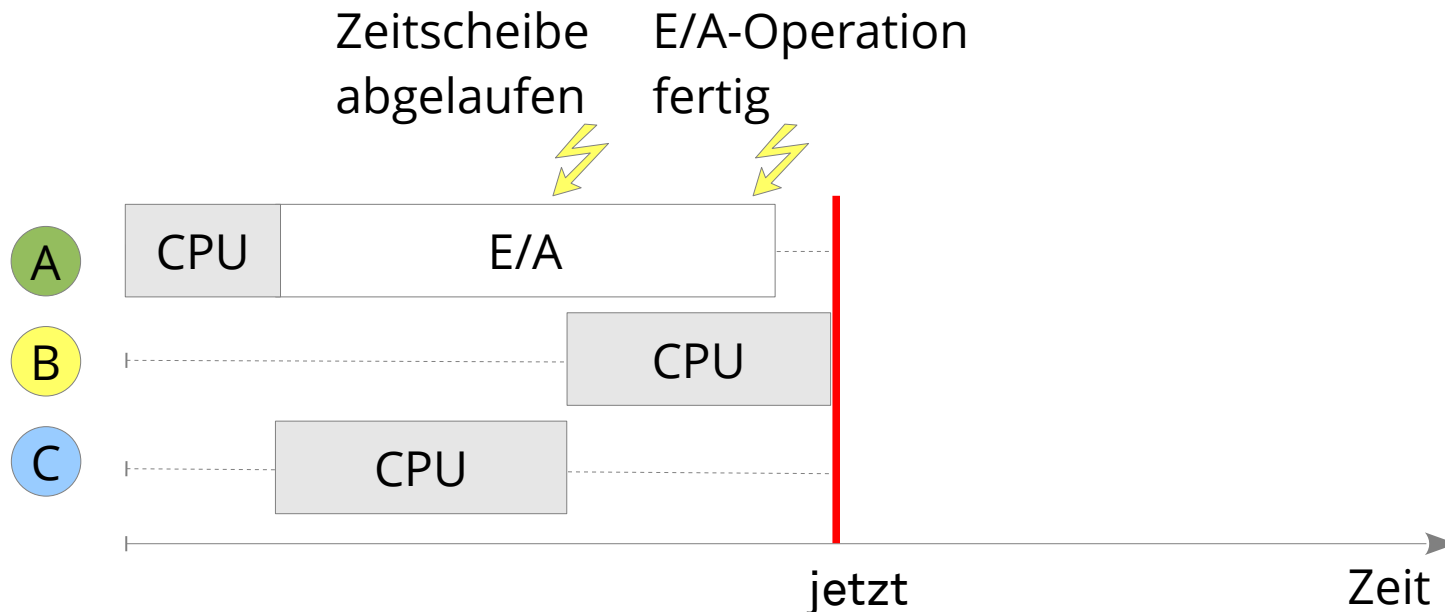 Zeitscheibe
abgelaufen
E/A-Operation
fertig
A
CPU
E/A
B
CPU
C
CPU
jetzt
Zeit